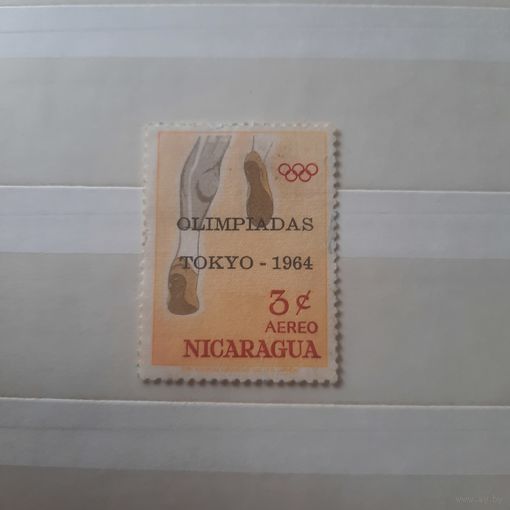 OLIMPIADAS
TOKYO - 1964
3 ¢
AEREO
NICARAGUA